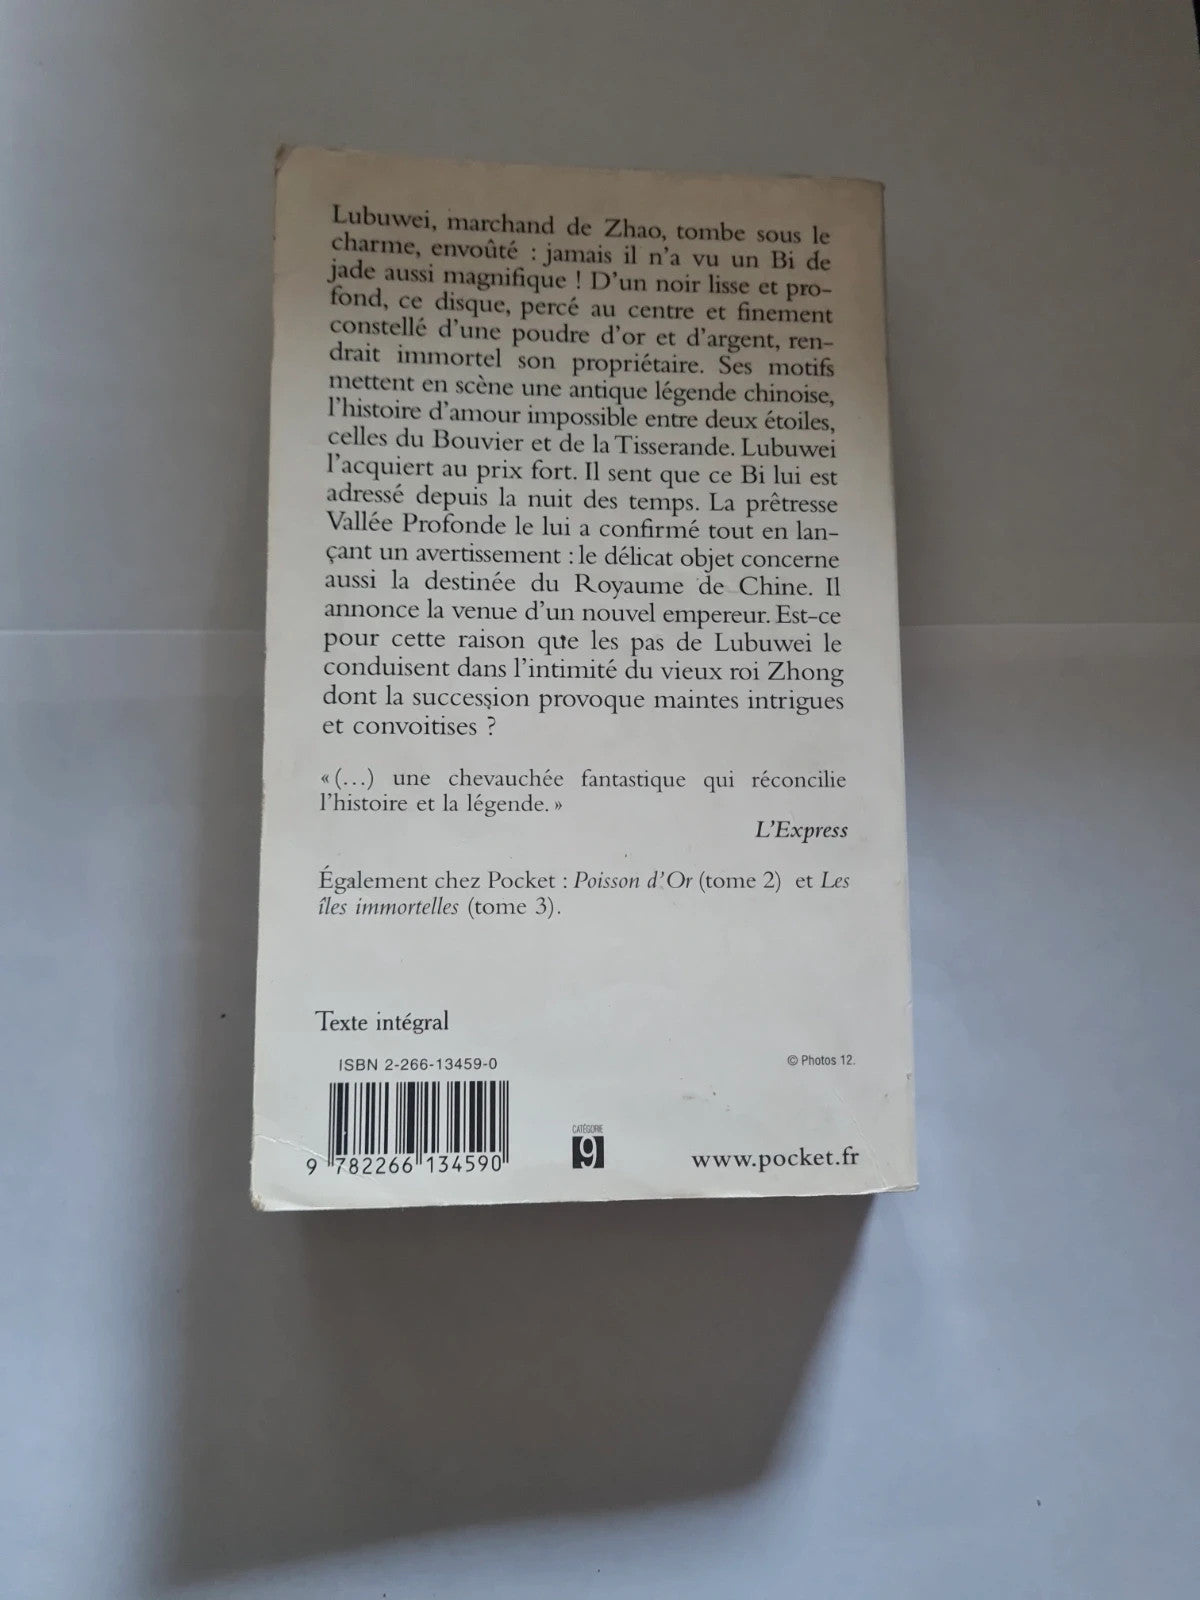 Lubuwei, marchand de Zhao, tombe sous le
charme, envoûté : jamais il n'a vu un Bi de
jade aussi magnifique ! D'un noir lisse et pro-
fond, ce disque, percé au centre et finement
constellé d'une poudre d'or et d'argent, ren-
drait immortel son propriétaire. Ses motifs
mettent en scène une antique légende chinoise,
l'histoire d'amour impossible entre deux étoiles,
celles du Bouvier et de la Tisserande. Lubuwei
l'acquiert au prix fort. Il sent que ce Bi lui est
adressé depuis la nuit des temps. La prêtresse
Vallée Profonde le lui a confirmé tout en lan-
çant un avertissement : le délicat objet concerne
aussi la destinée du Royaume de Chine. Il
annonce la venue d'un nouvel empereur. Est-ce
pour cette raison que les pas de Lubuwei le
conduisent dans l'intimité du vieux roi Zhong
dont la succession provoque maintes intrigues
et convoitises ?
« (...) une chevauchée fantastique qui réconcilie
l'histoire et la légende. »
L'Express
Également chez Pocket : Poisson d'Or (tome 2) et Les
îles immortelles (tome 3).
Texte intégral
ISBN 2-266-13459-0
© Photos 12.
9 782266 134590
CATÉGORIE
9
www.pocket.fr